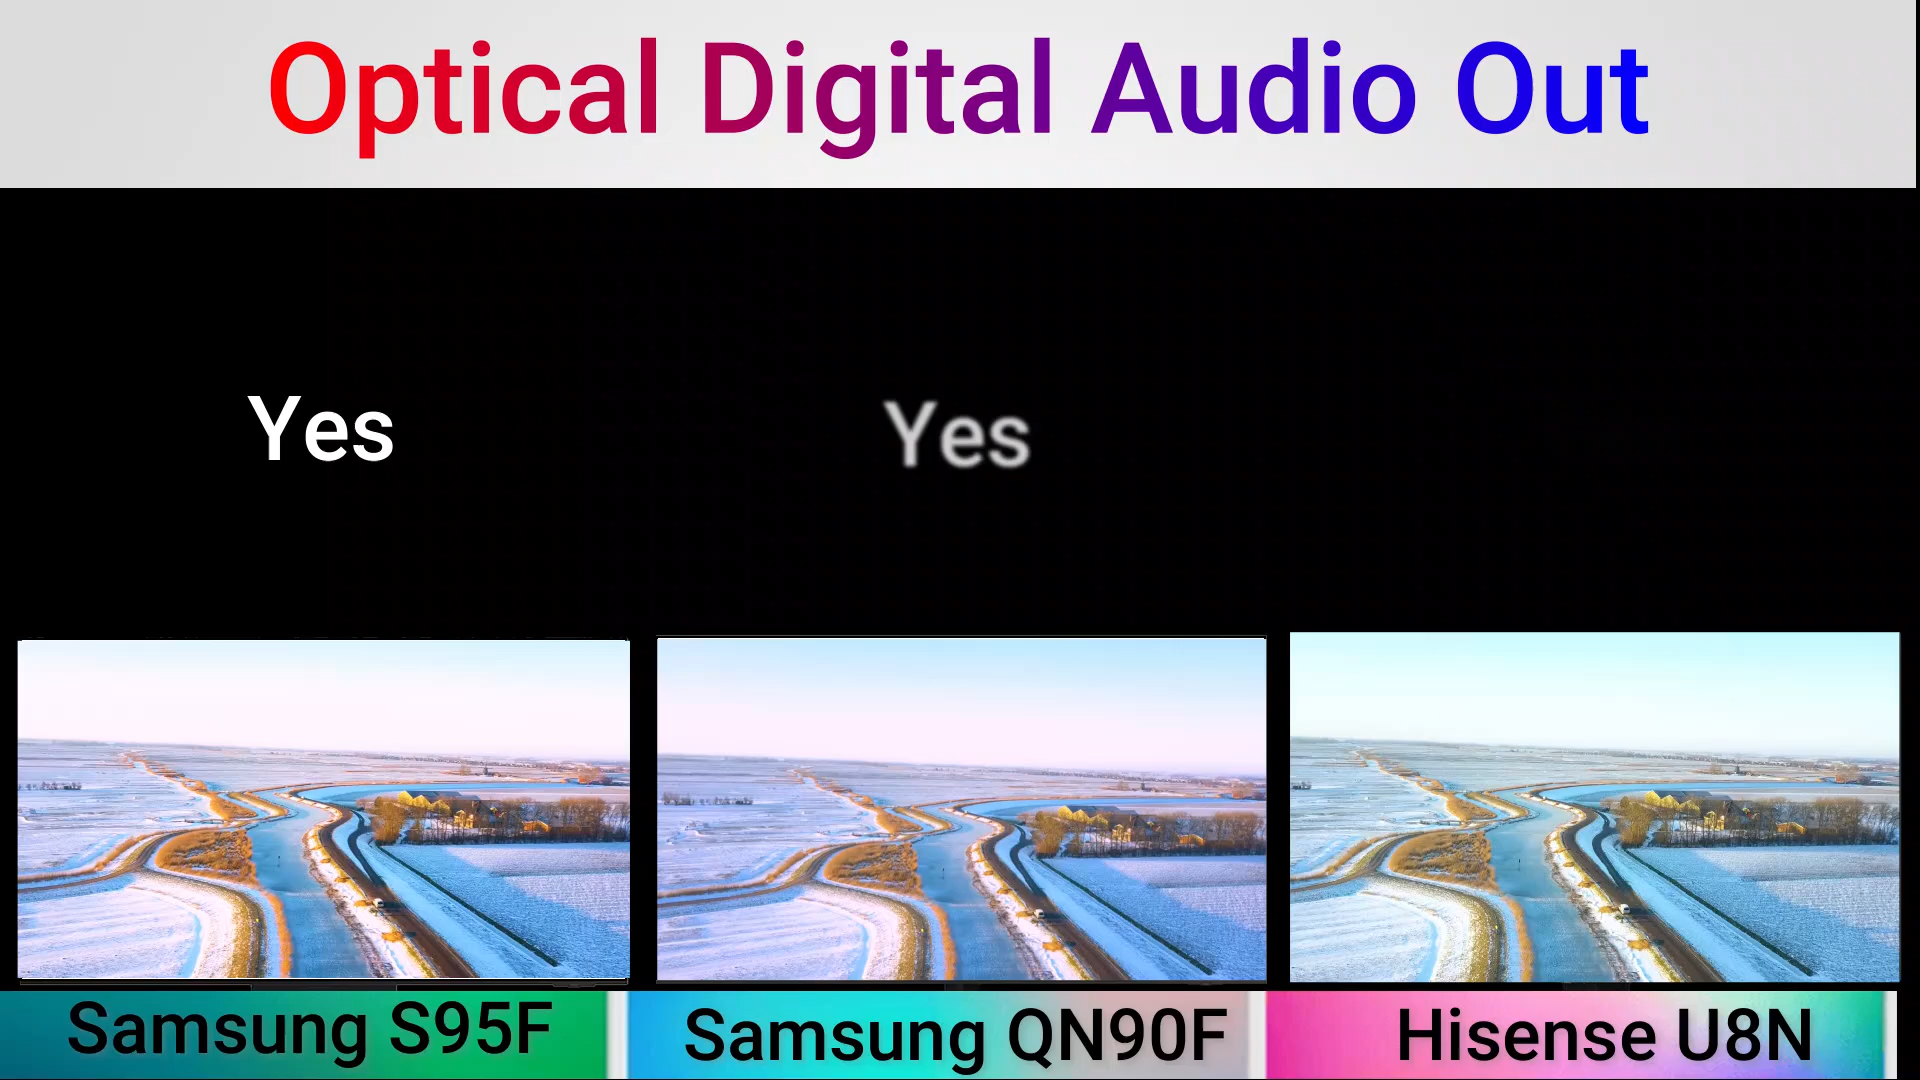 Optical Digital Audio Out
Yes
Yes
Samsung S95F
Samsung QN90F
Hisense U8N